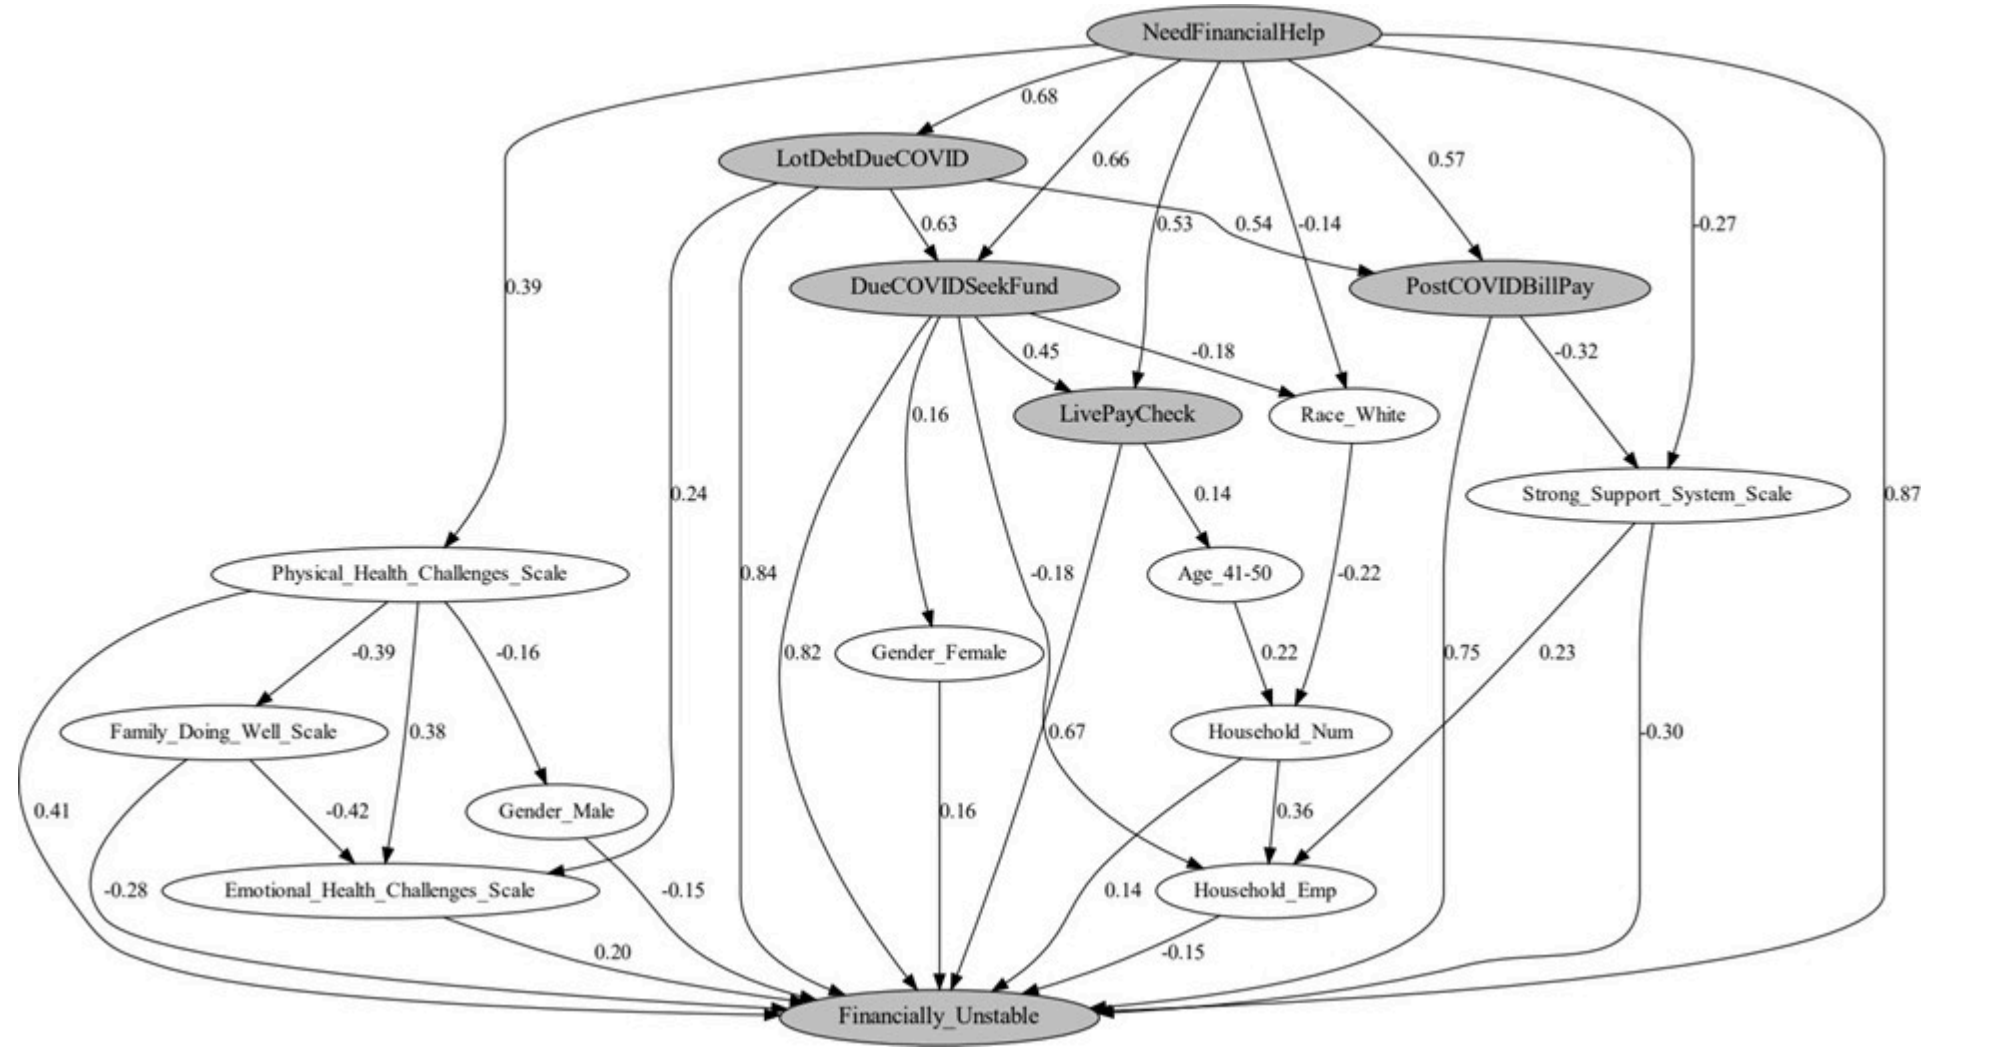 NeedFinancialHelp
0.68
LotDebtDueCOVID
0.66
0.57
0.63
0.53
0.54
-0.14
-0.27
0.39
DueCOVIDSeekFund
PostCOVIDBillPay
0.45
-0.18
-0.32
0.16
LivePayCheck
Race_White
0.24
0.14
Strong_Support_System_Scale
0.87
Physical_Health_Challenges_Scale
0.84
-0.18
Age_41-50
-0.22
-0.39
-0.16
0.82
Gender_Female
0.22
0.75
0.23
Family_Doing_Well_Scale
0.38
0.67
Household_Num
-0.30
0.41
-0.42
Gender_Male
0.16
0.36
-0.28
Emotional_Health_Challenges_Scale
-0.15
0.14
Household_Emp
0.20
-0.15
Financially_Unstable